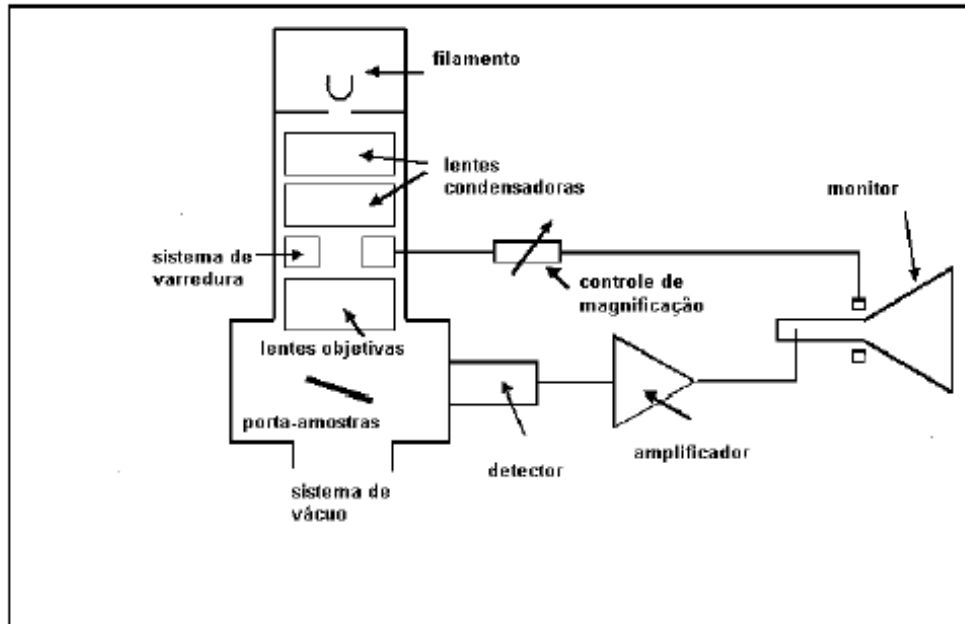 filamento
lentes
condensadoras
monitor
sistema de
varredura
controle de
magnificação
lentes objetivas
porta-amostras
detector
amplificador
sistema de
vácuo